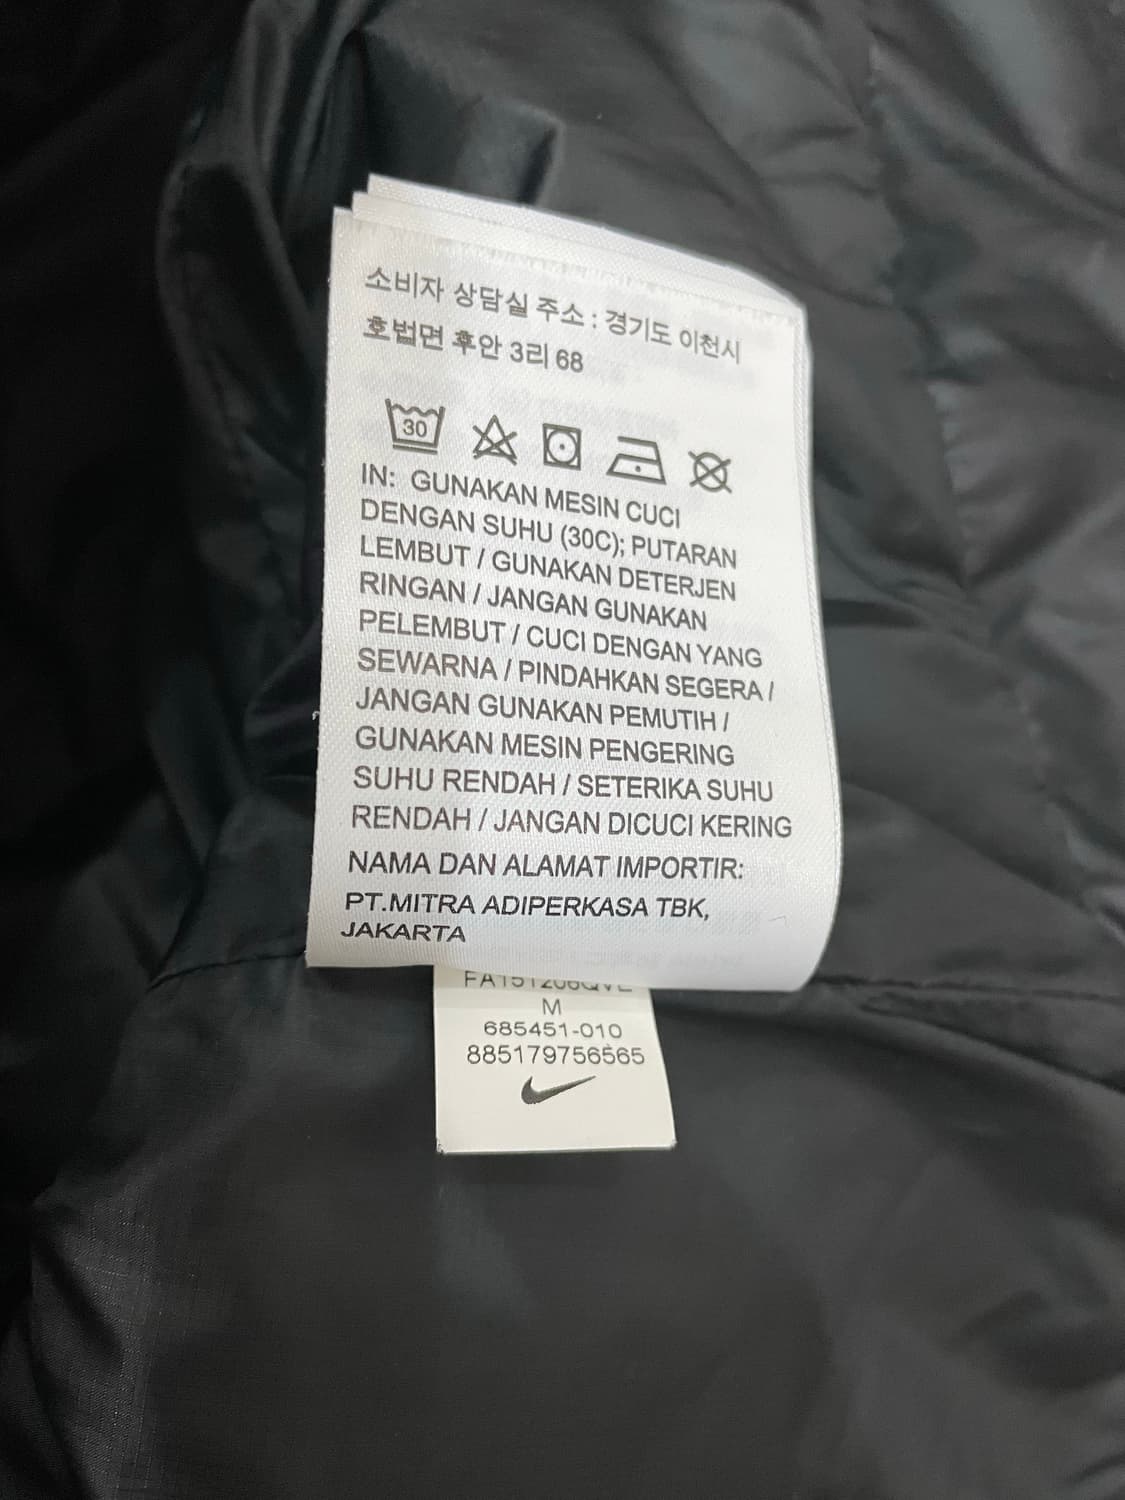 소비자 상담실 주소 : 경기도 이천시
호법면 후안 3리 68
30
IN: GUNAKAN MESIN CUCI
DENGAN SUHU (30C); PUTARAN
LEMBUT / GUNAKAN DETERJEN
RINGAN / JANGAN GUNAKAN
PELEMBUT / CUCI DENGAN YANG
SEWARNA / PINDAHKAN SEGERA /
JANGAN GUNAKAN PEMUTIH /
GUNAKAN MESIN PENGERING
SUHU RENDAH / SETERIKA SUHU
RENDAH / JANGAN DICUCI KERING
NAMA DAN ALAMAT IMPORTIR:
PT.MITRA ADIPERKASA TBK,
JAKARTA
M
685451-010
885179756565